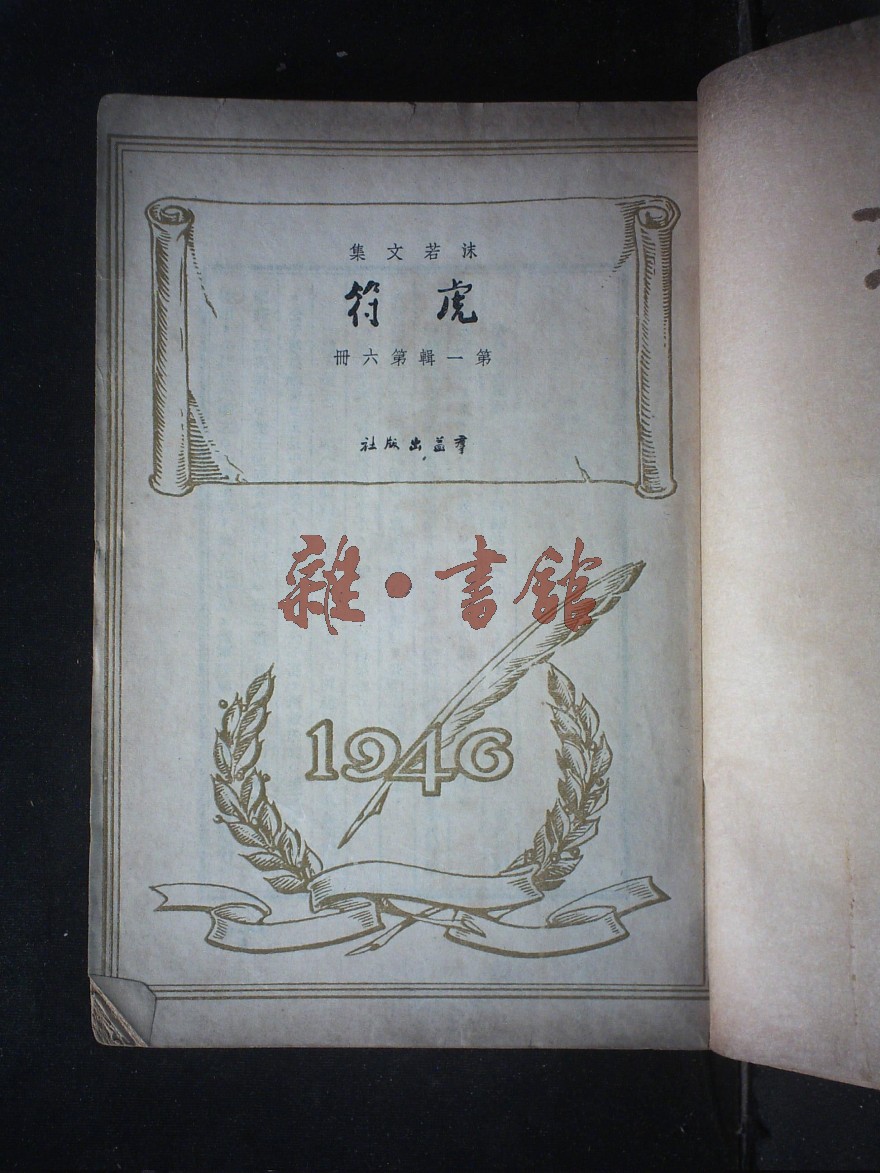 沫若文集
虎符
第一輯第六冊
羣益出版社
雜·書館
1946